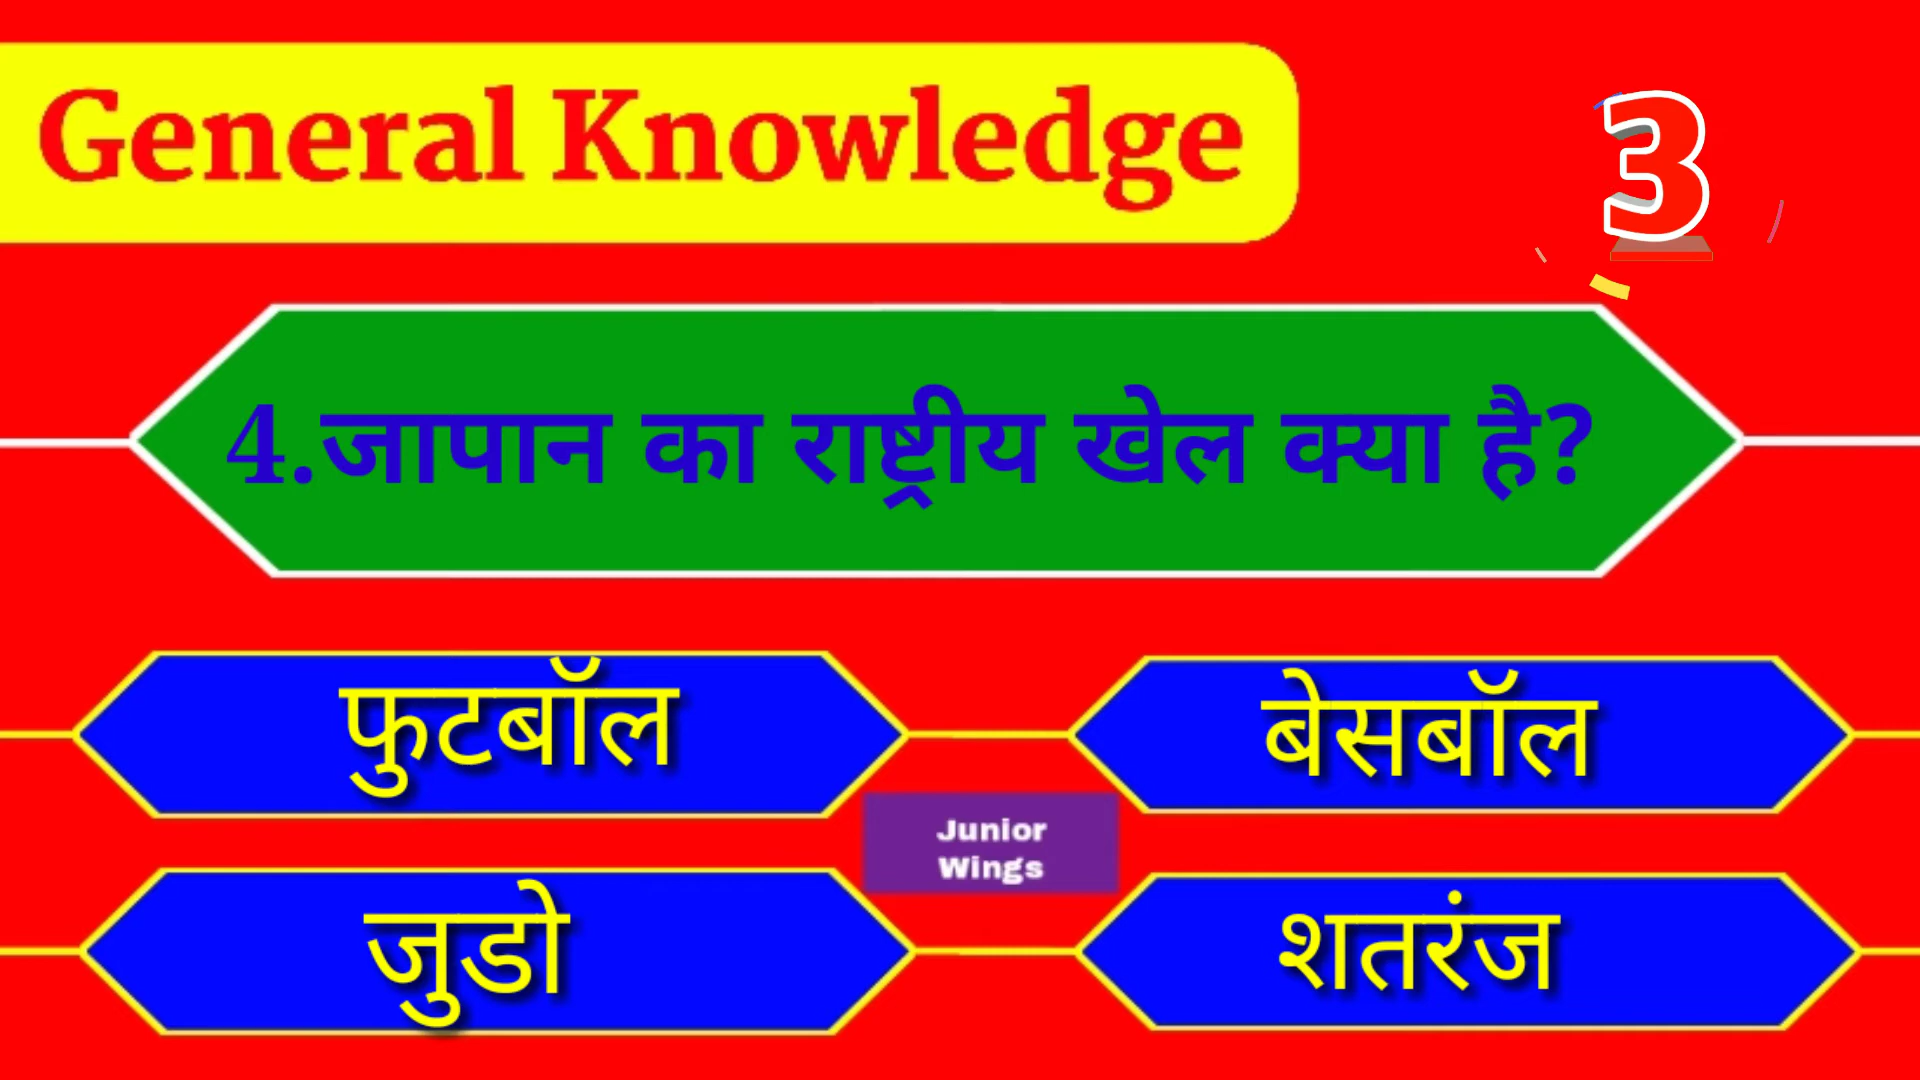 General Knowledge
3
4.जापान का राष्ट्रीय खेल क्या है?
फुटबॉल
बेसबॉल
Junior
Wings
जुडो
शतरंज